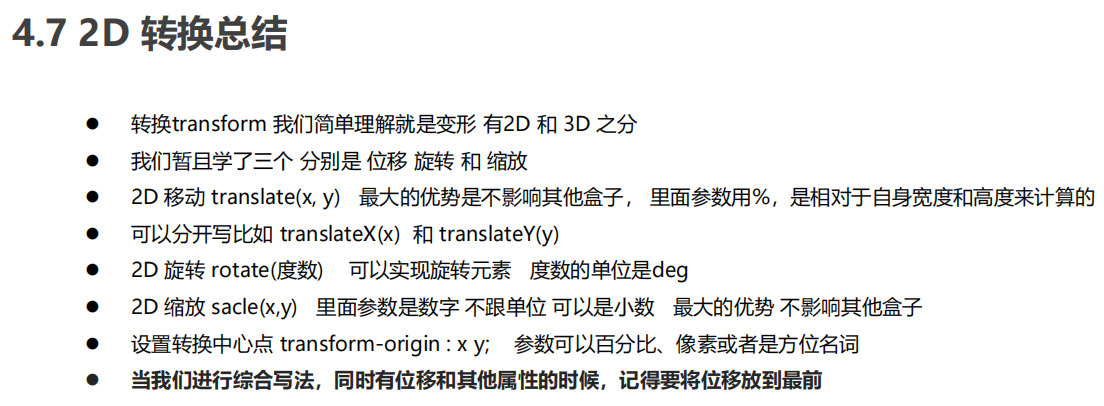 4.7 2D 转换总结
● 转换transform 我们简单理解就是变形 有2D 和 3D 之分
● 我们暂且学了三个 分别是 位移 旋转 和 缩放
● 2D 移动 translate(x, y) 最大的优势是不影响其他盒子， 里面参数用%，是相对于自身宽度和高度来计算的
● 可以分开写比如 translateX(x) 和 translateY(y)
● 2D 旋转 rotate(度数) 可以实现旋转元素 度数的单位是deg
● 2D 缩放 sacle(x,y) 里面参数是数字 不跟单位 可以是小数 最大的优势 不影响其他盒子
● 设置转换中心点 transform-origin : x y; 参数可以百分比、像素或者是方位名词
● 当我们进行综合写法，同时有位移和其他属性的时候，记得要将位移放到最前